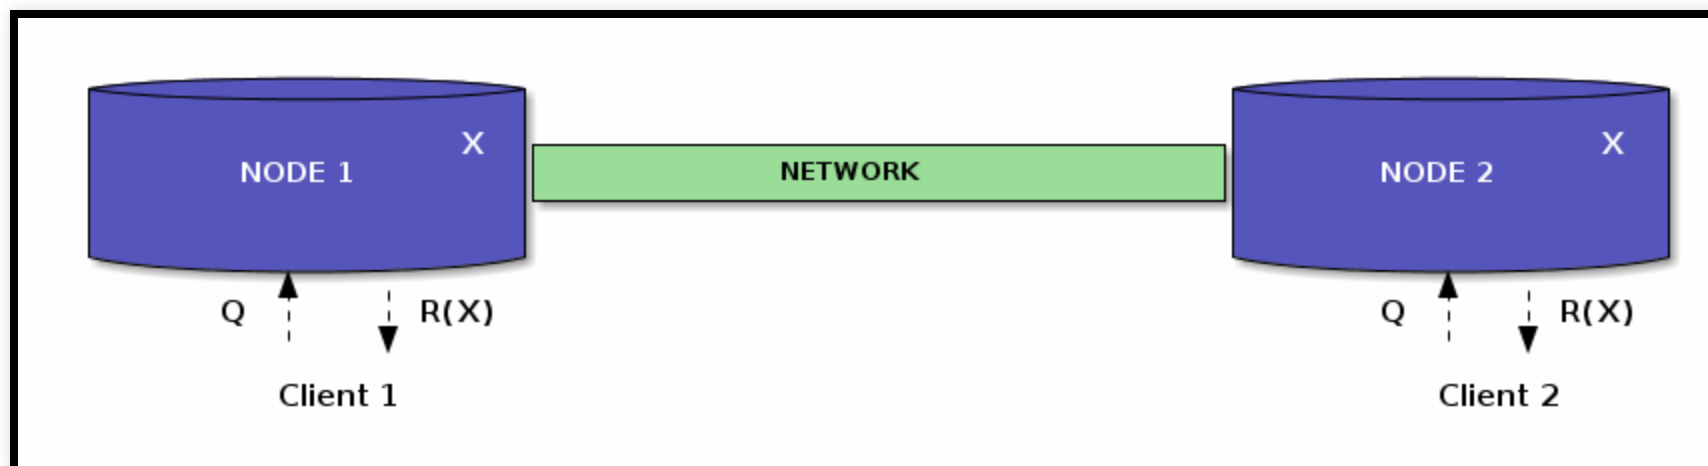 X
X
NODE 1
NETWORK
NODE 2
Q
R(X)
Q
R(X)
Client 1
Client 2